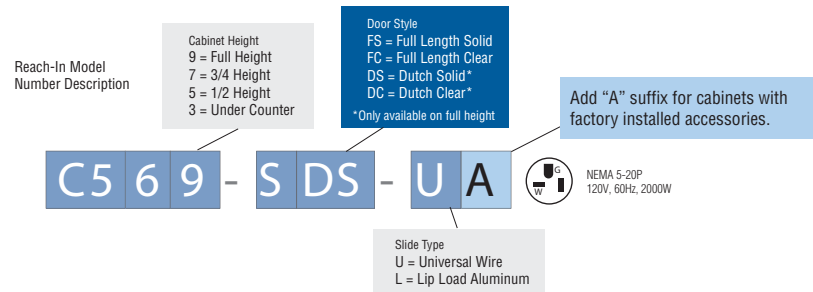 Reach-In Model
Number Description
Cabinet Height
9 = Full Height
7 = 3/4 Height
5 = 1/2 Height
3 = Under Counter
Door Style
FS = Full Length Solid
FC = Full Length Clear
DS = Dutch Solid*
DC = Dutch Clear*
*Only available on full height
Add “A” suffix for cabinets with
factory installed accessories.
C5 6 9 - S DS - U A
G
W
NEMA 5-20P
120V, 60Hz, 2000W
Slide Type
U = Universal Wire
L = Lip Load Aluminum